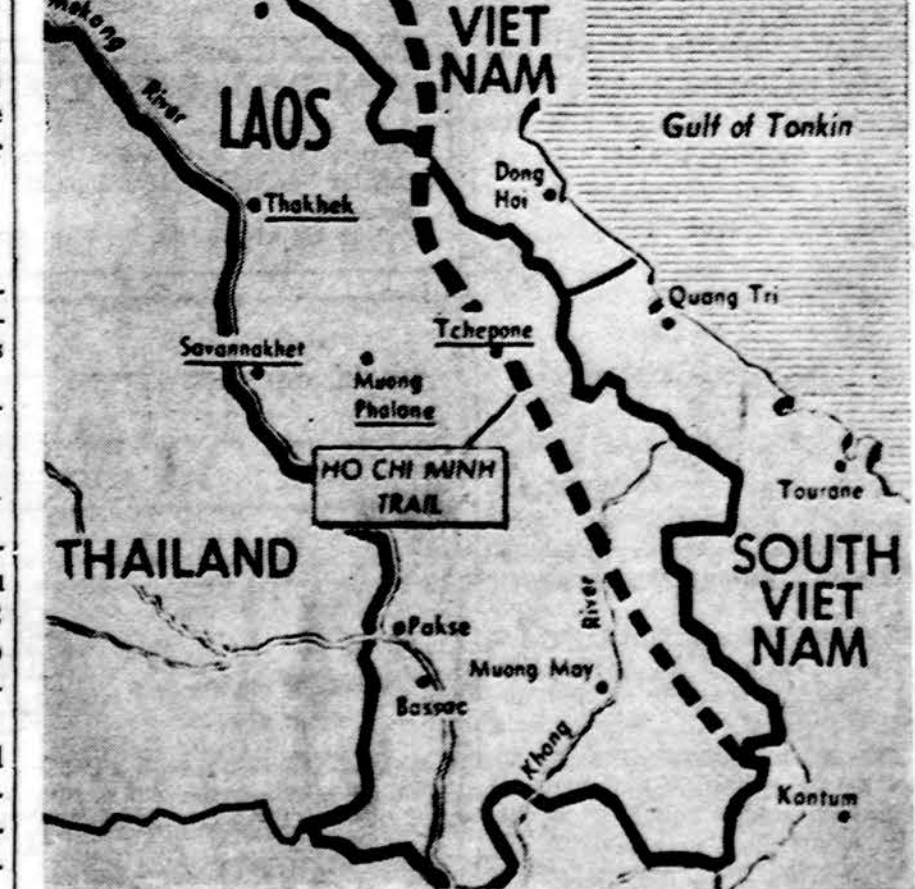 Mekong
River
VIET
NAM
LAOS
Gulf of Tonkin
Dong
Hoi
Thakhek
Quang Tri
Tchepone
Savannakhet
Muong
Phalane
HO CHI MINH
TRAIL
Tourane
THAILAND
SOUTH
VIET
NAM
River
Pakse
Muong May
Bassac
Khong
Kontum